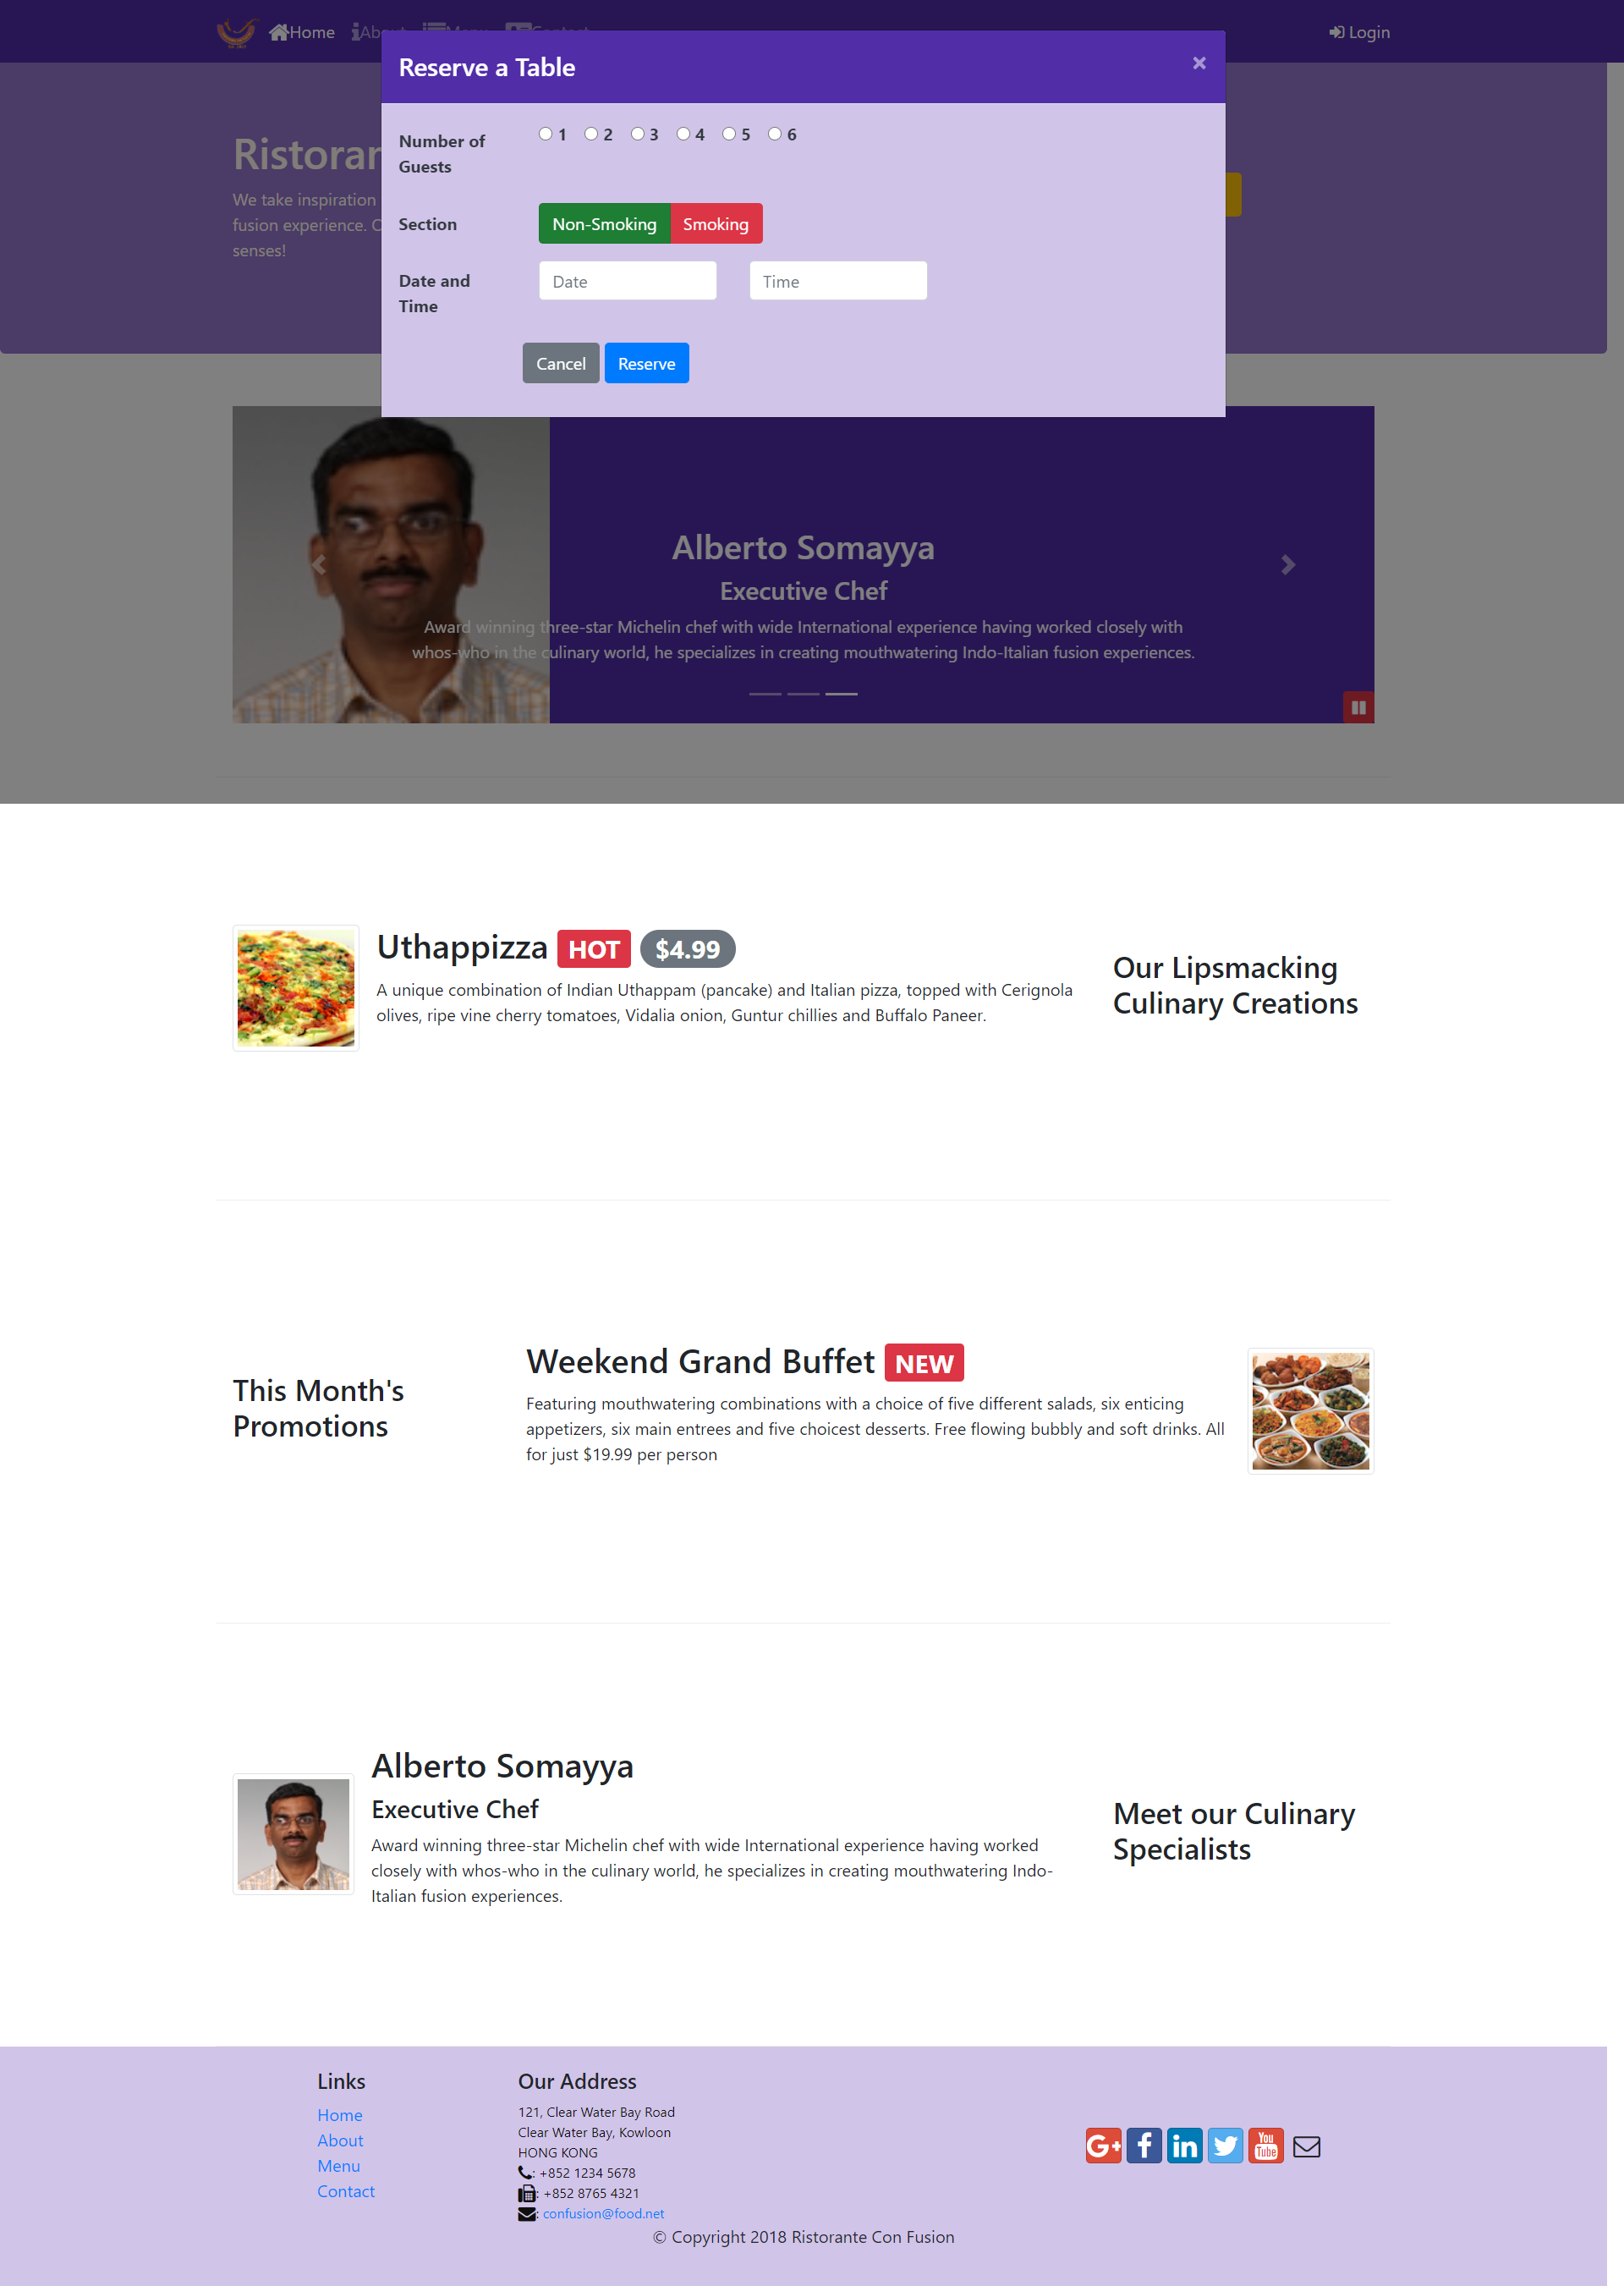 Home
Login
Reserve a Table
×
Number of
Guests
1 2 3 4 5 6
Section
Non-Smoking Smoking
Date and
Time
Date
Time
Cancel Reserve
We take inspiration
fusion experience.
senses!
Alberto Somayya
Executive Chef
Award winning three-star Michelin chef with wide International experience having worked closely with
whos-who in the culinary world, he specializes in creating mouthwatering Indo-Italian fusion experiences.
Uthappizza HOT $4.99
A unique combination of Indian Uthappam (pancake) and Italian pizza, topped with Cerignola
olives, ripe vine cherry tomatoes, Vidalia onion, Guntur chillies and Buffalo Paneer.
Our Lipsmacking
Culinary Creations
This Month's
Promotions
Weekend Grand Buffet NEW
Featuring mouthwatering combinations with a choice of five different salads, six enticing
appetizers, six main entrees and five choicest desserts. Free flowing bubbly and soft drinks. All
for just $19.99 per person
Alberto Somayya
Executive Chef
Award winning three-star Michelin chef with wide International experience having worked
closely with whos-who in the culinary world, he specializes in creating mouthwatering Indo-
Italian fusion experiences.
Meet our Culinary
Specialists
Links
Home
About
Menu
Contact
Our Address
121, Clear Water Bay Road
Clear Water Bay, Kowloon
HONG KONG
: +852 1234 5678
: +852 8765 4321
: confusion@food.net
G+ f in You Tube
© Copyright 2018 Ristorante Con Fusion